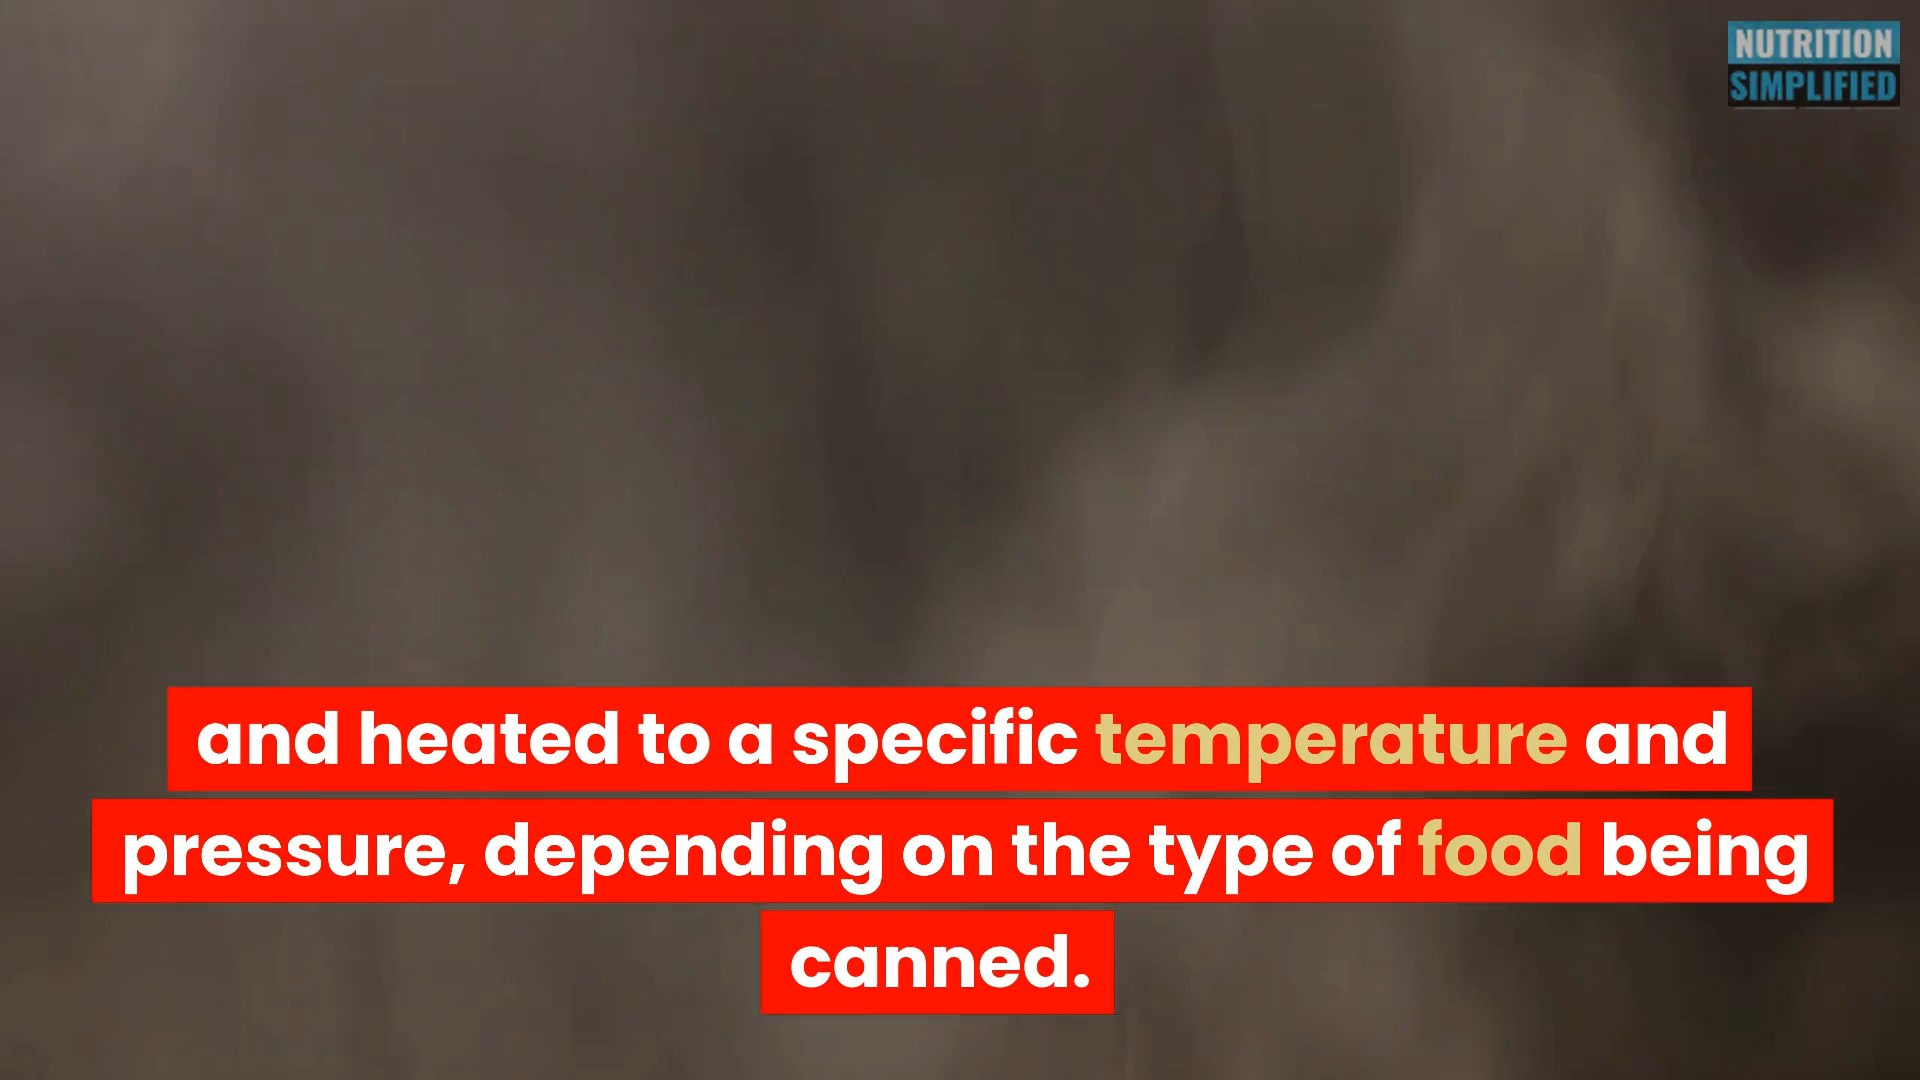 NUTRITION
SIMPLIFIED
and heated to a specific temperature and
pressure, depending on the type of food being
canned.